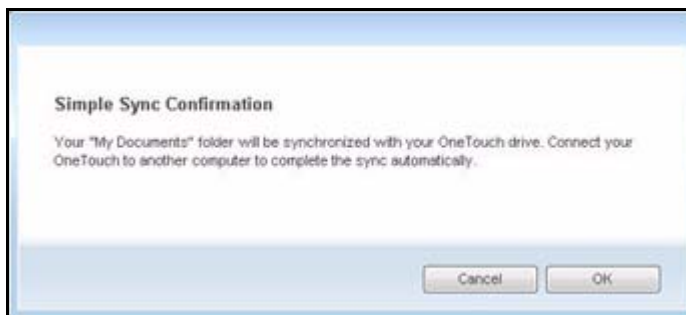 Simple Sync Confirmation
Your "My Documents" folder will be synchronized with your OneTouch drive. Connect your
OneTouch to another computer to complete the sync automatically.
Cancel
OK